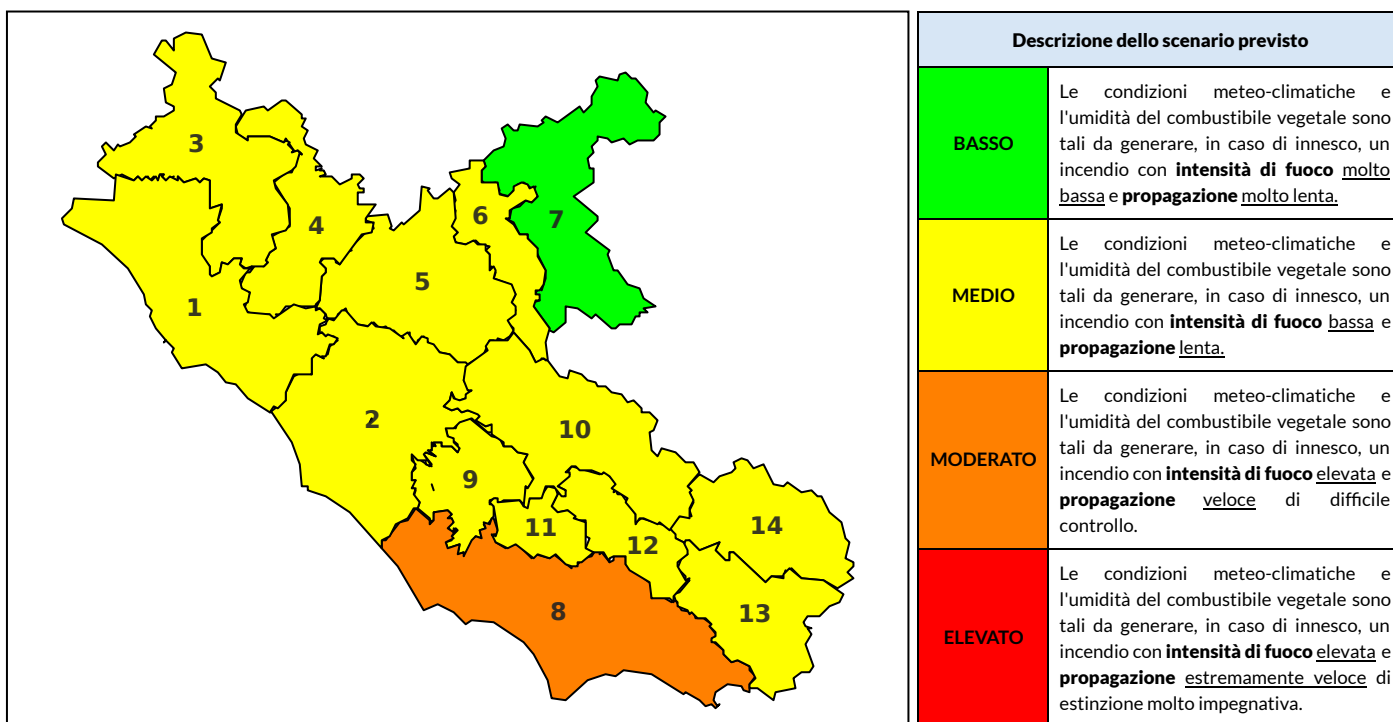 3
4
6
7
5
1
2
10
9
14
11
12
8
13
Descrizione dello scenario previsto
BASSO
Le condizioni meteo-climatiche e
l'umidità del combustibile vegetale sono
tali da generare, in caso di innesco, un
incendio con intensità di fuoco molto
bassa e propagazione molto lenta.
MEDIO
Le condizioni meteo-climatiche e
l'umidità del combustibile vegetale sono
tali da generare, in caso di innesco, un
incendio con intensità di fuoco bassa e
propagazione lenta.
MODERATO
Le condizioni meteo-climatiche e
l'umidità del combustibile vegetale sono
tali da generare, in caso di innesco, un
incendio con intensità di fuoco elevata e
propagazione veloce di difficile
controllo.
ELEVATO
Le condizioni meteo-climatiche e
l'umidità del combustibile vegetale sono
tali da generare, in caso di innesco, un
incendio con intensità di fuoco elevata e
propagazione estremamente veloce di
estinzione molto impegnativa.